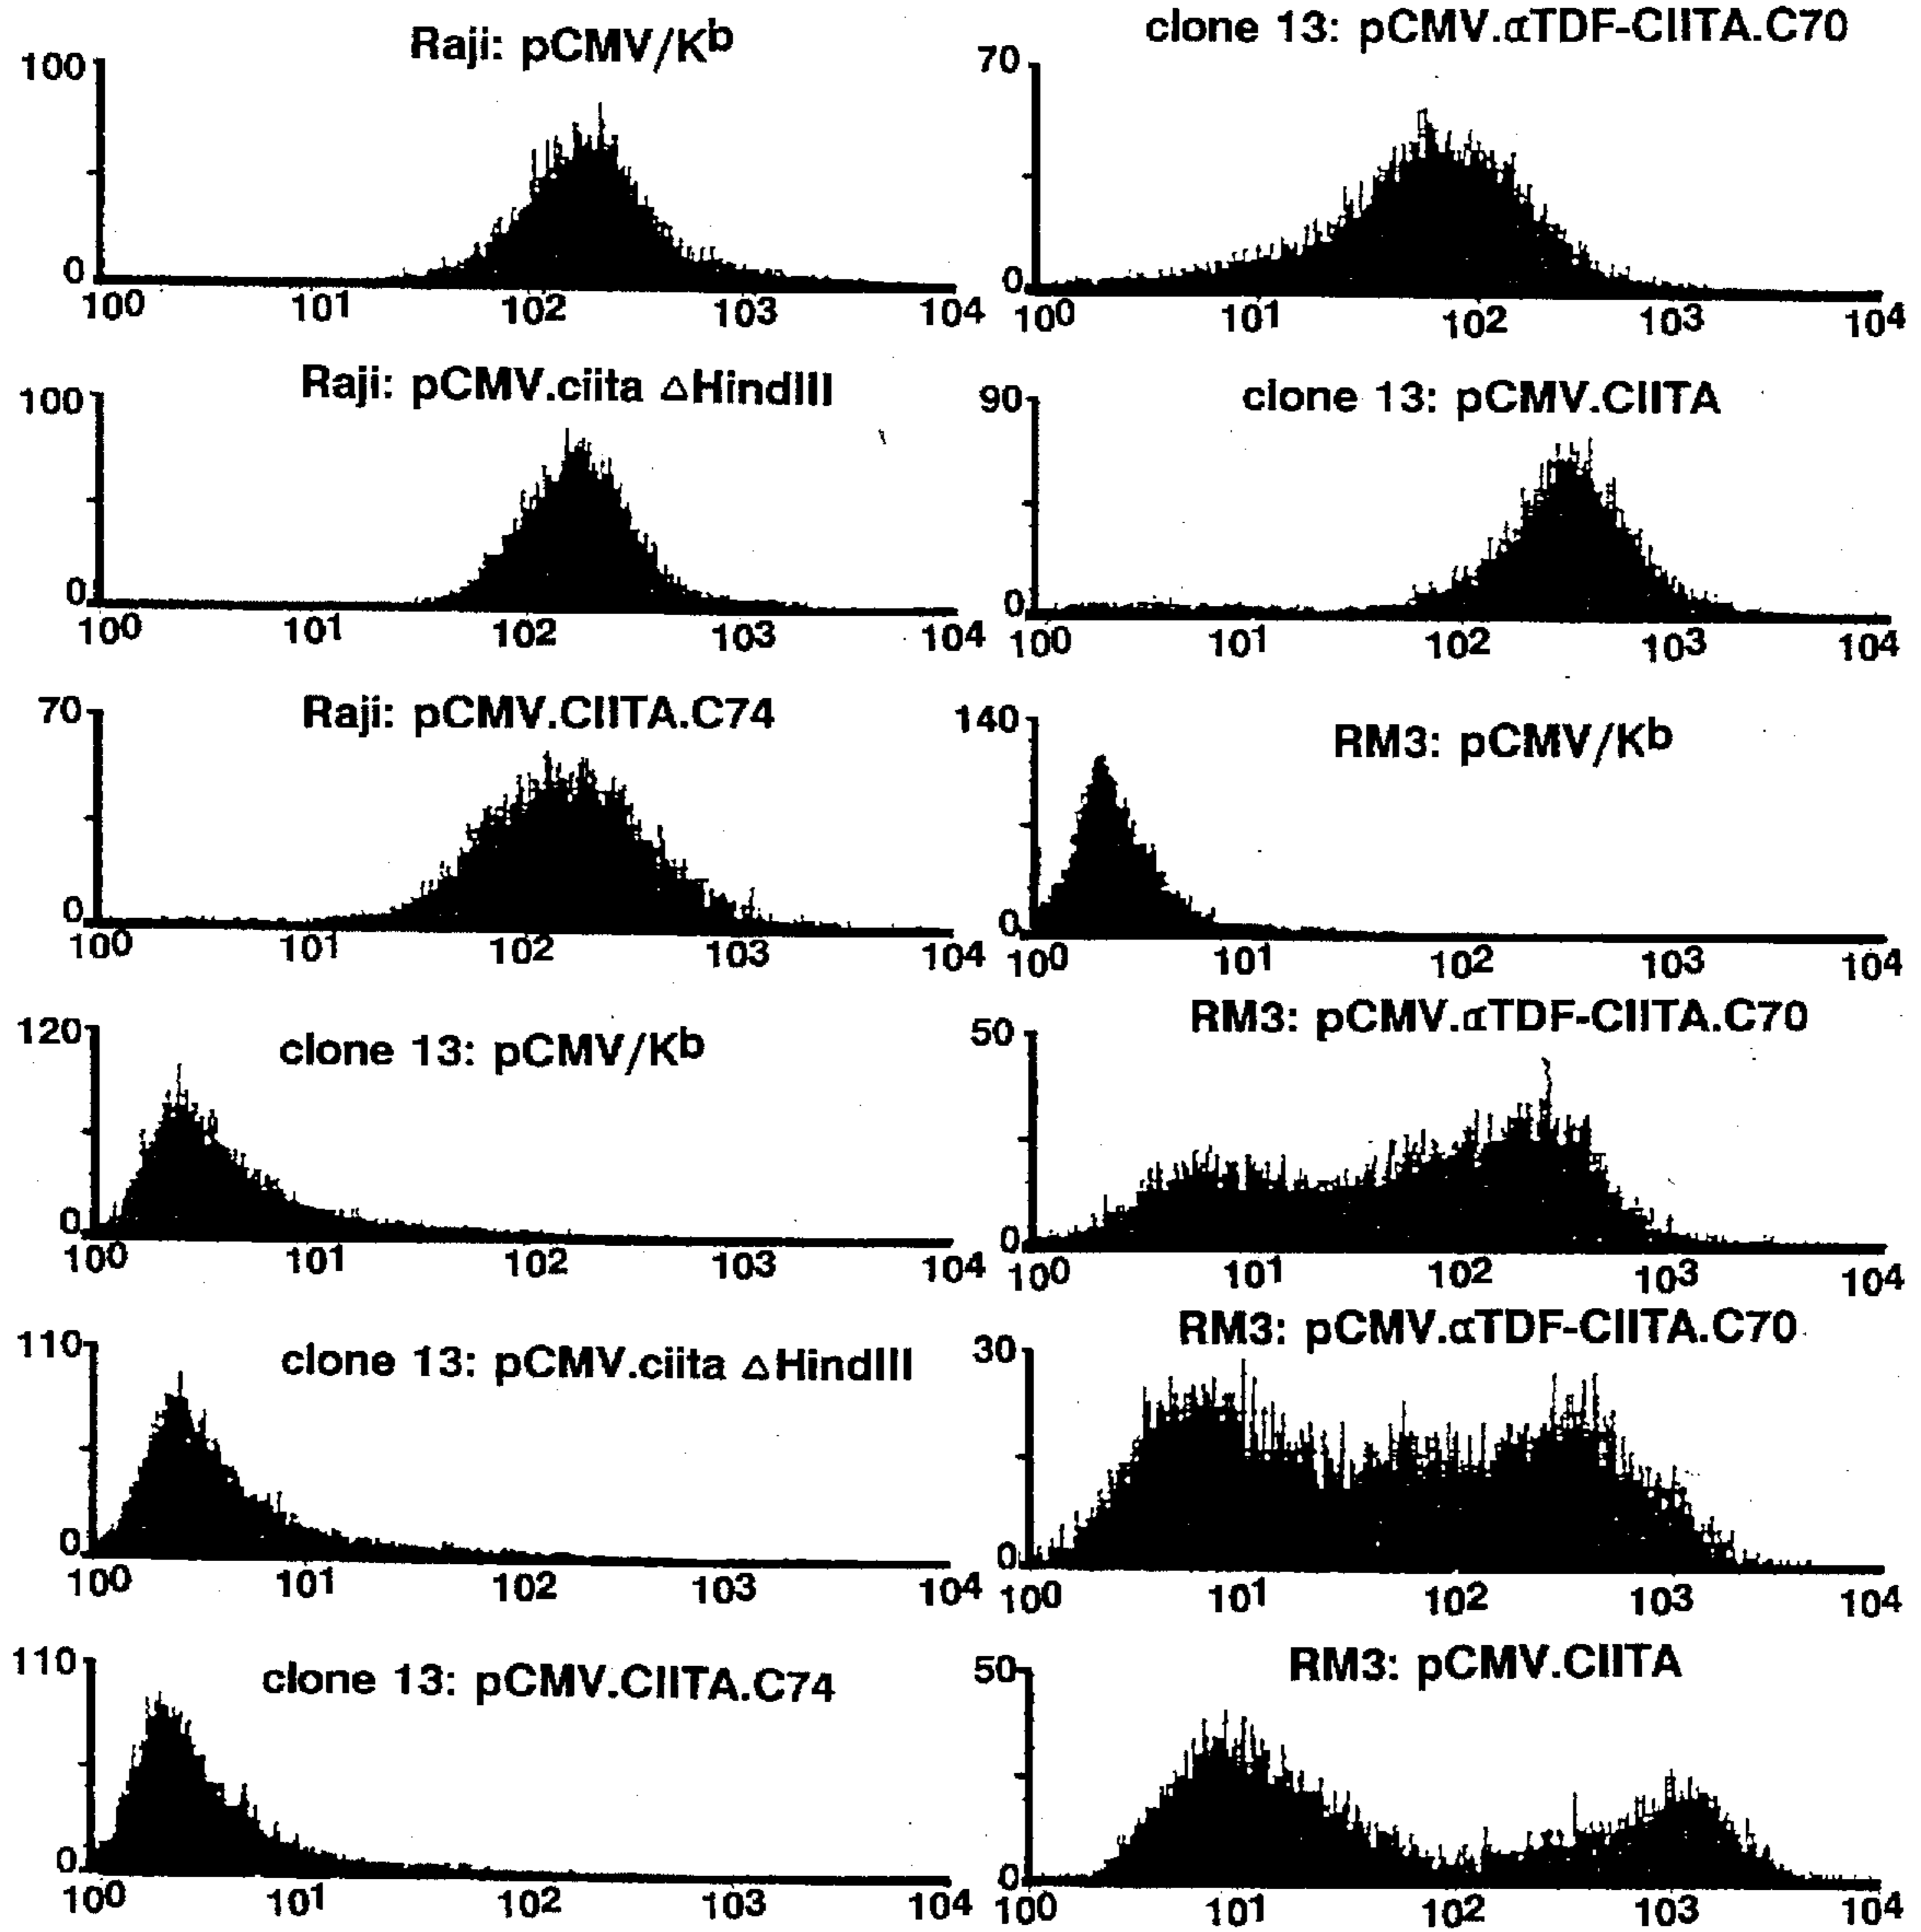 Raji: pCMV/Kb
100
0
100 101 102 103 104
Raji: pCMV.ciita △HindIII
100
0
100 101 102 103 104
Raji: pCMV.CIITA.C74
70
0
100 101 102 103 104
clone 13: pCMV/Kb
120
0
100 101 102 103 104
clone 13: pCMV.ciita △HindIII
110
0
100 101 102 103 104
clone 13: pCMV.CIITA.C74
110
0
100 101 102 103 104
clone 13: pCMV.αTDF-CIITA.C70
70
0
100 101 102 103 104
clone 13: pCMV.CIITA
90
0
100 101 102 103 104
RM3: pCMV/Kb
140
0
100 101 102 103 104
RM3: pCMV.αTDF-CIITA.C70
50
0
100 101 102 103 104
RM3: pCMV.αTDF-CIITA.C70
30
0
100 101 102 103 104
RM3: pCMV.CIITA
50
0
100 101 102 103 104